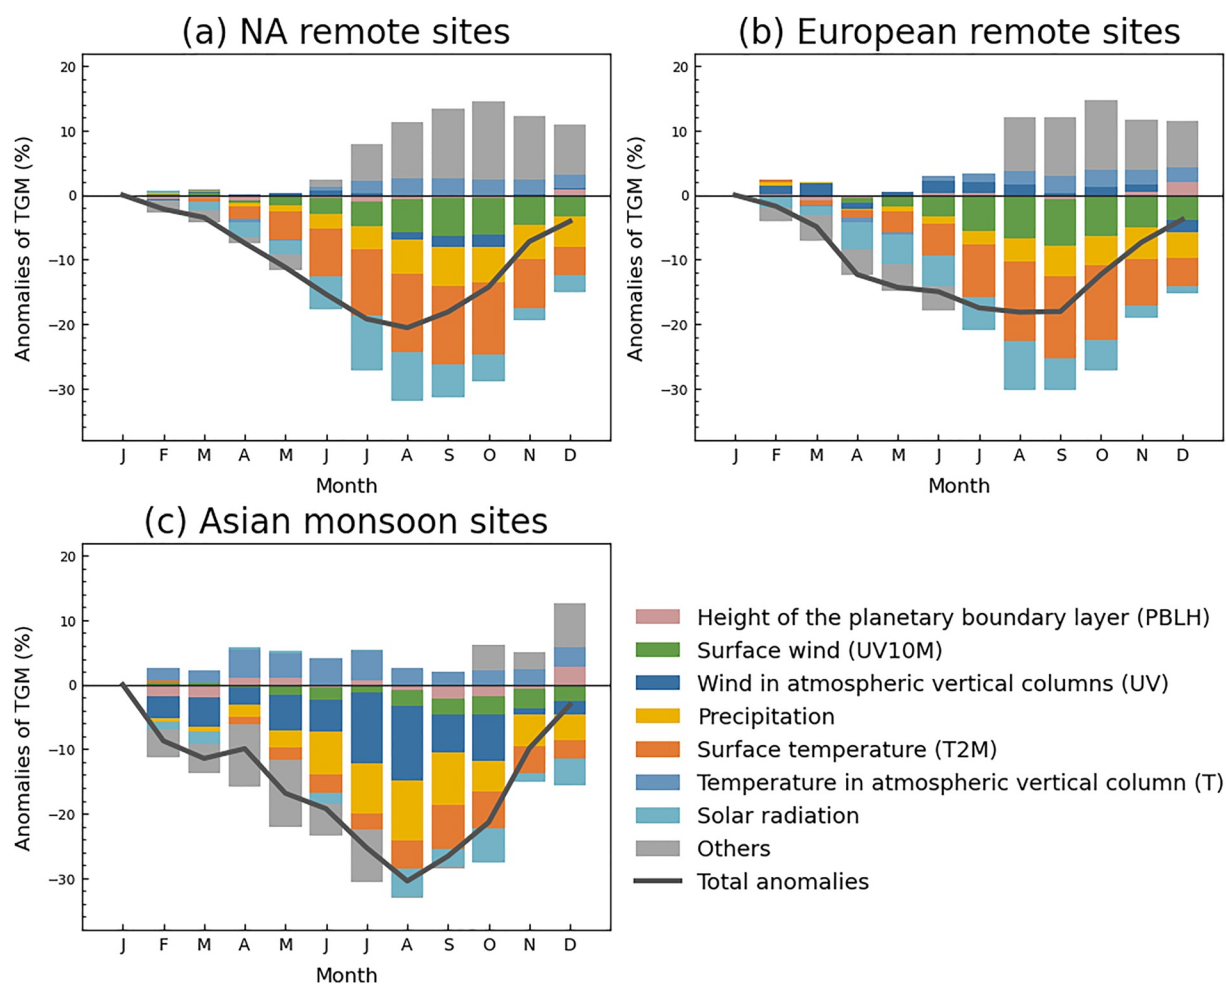 (a) NA remote sites
Anomalies of TGM (%)
20
10
0
−10
−20
−30
J F M A M J J A S O N D
Month
(b) European remote sites
Anomalies of TGM (%)
20
10
0
−10
−20
−30
J F M A M J J A S O N D
Month
(c) Asian monsoon sites
Anomalies of TGM (%)
20
10
0
−10
−20
−30
J F M A M J J A S O N D
Month
Height of the planetary boundary layer (PBLH)
Surface wind (UV10M)
Wind in atmospheric vertical columns (UV)
Precipitation
Surface temperature (T2M)
Temperature in atmospheric vertical column (T)
Solar radiation
Others
Total anomalies